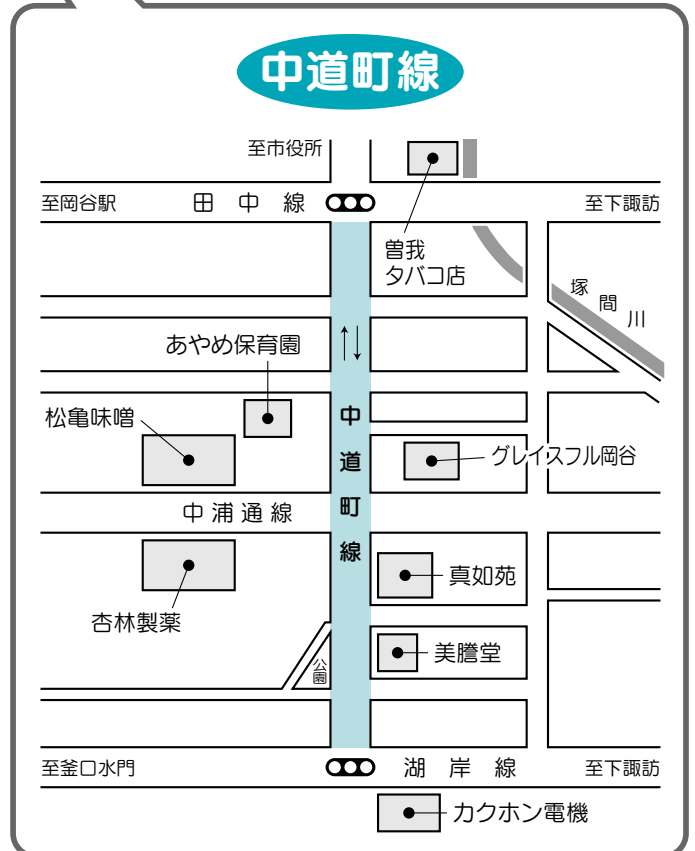 中道町線
至市役所
至岡谷駅
田中線
至下諏訪
曽我
タバコ店
塚間川
あやめ保育園
松亀味噌
中道町線
グレイスフル岡谷
中浦通線
真如苑
杏林製薬
美謄堂
公園
至釜口水門
湖岸線
至下諏訪
カクホン電機